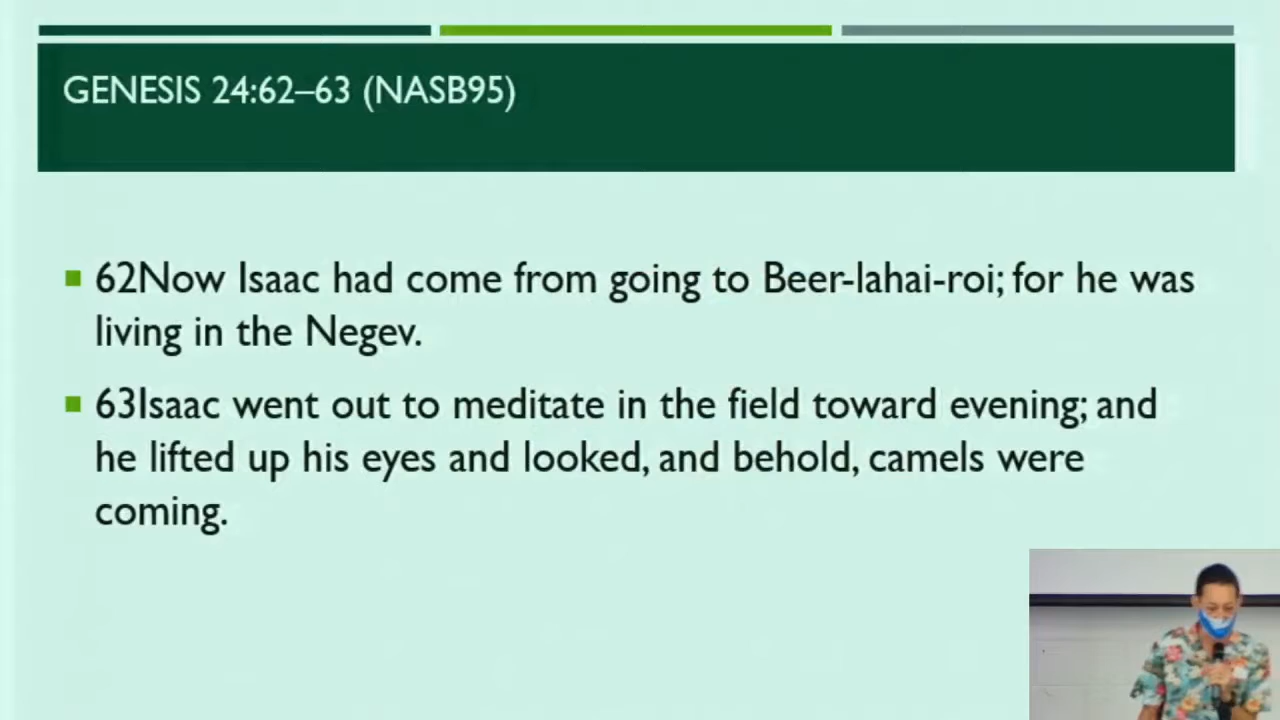 GENESIS 24:62–63 (NASB95)
62Now Isaac had come from going to Beer-lahai-roi; for he was
living in the Negev.
63Isaac went out to meditate in the field toward evening; and
he lifted up his eyes and looked, and behold, camels were
coming.